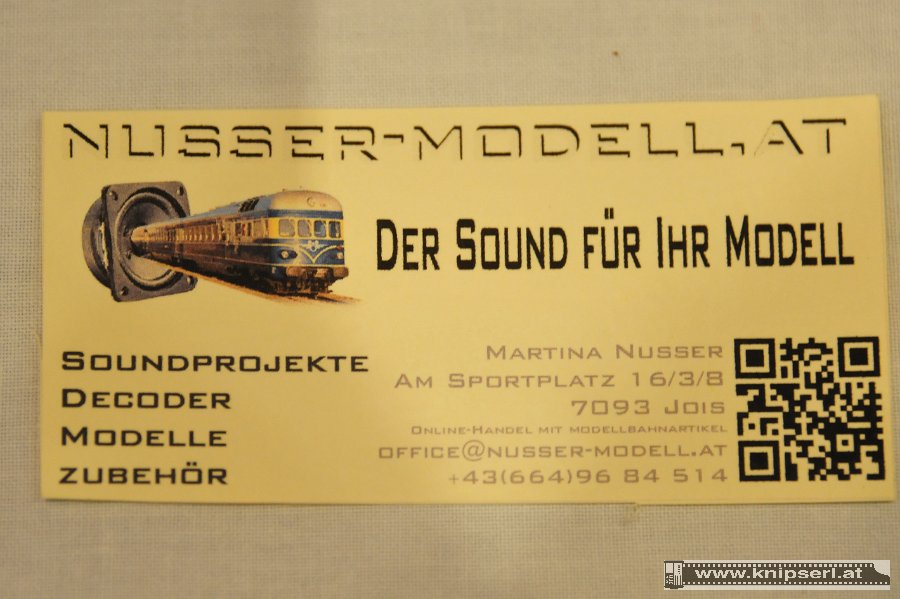 NUSSER-MODELL.AT
DER SOUND FÜR IHR MODELL
SOUNDPROJEKTE
DECODER
MODELLE
ZUBEHÖR
MARTINA NUSSER
AM SPORTPLATZ 16/3/8
7093 JOIS
ONLINE-HANDEL MIT MODELLBAHNARTIKEL
OFFICE@NUSSER-MODELL.AT
+43(664)96 84 514
www.knipserl.at